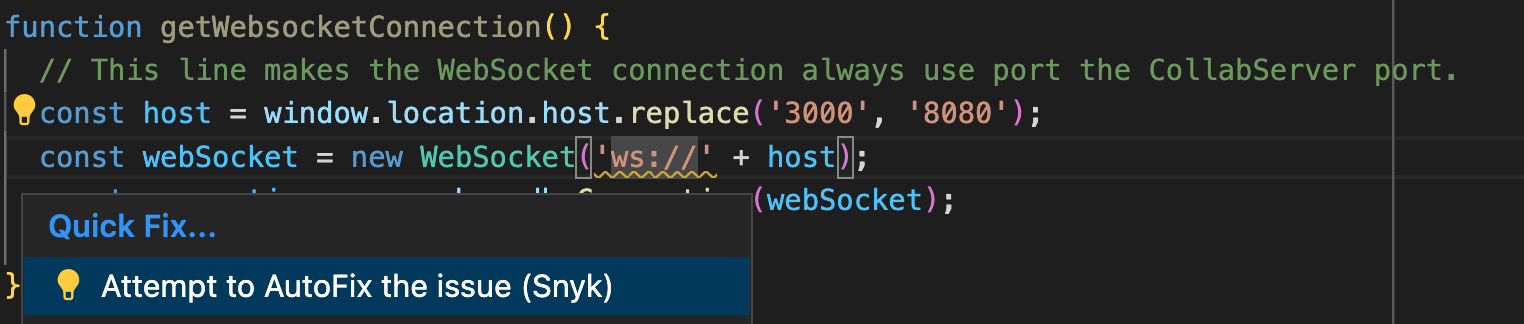 function getWebsocketConnection() {
// This line makes the WebSocket connection always use port the CollabServer port.
const host = window.location.host.replace('3000', '8080');
const webSocket = new WebSocket('ws://' + host);
(webSocket);
Quick Fix...
} Attempt to AutoFix the issue (Snyk)